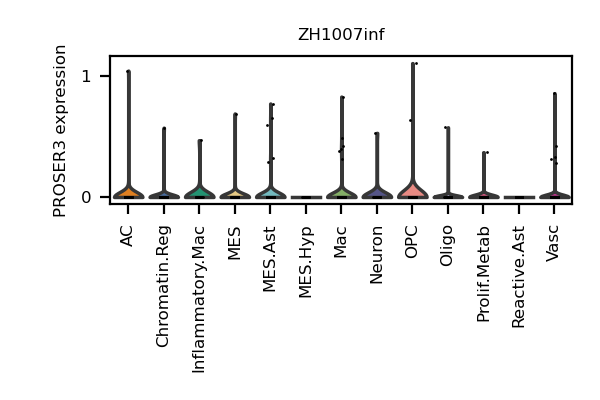 ZH1007inf
PROSER3 expression
1
0
AC
Chromatin.Reg
Inflammatory.Mac
MES
MES.Ast
MES.Hyp
Mac
Neuron
OPC
Oligo
Prolif.Metab
Reactive.Ast
Vasc